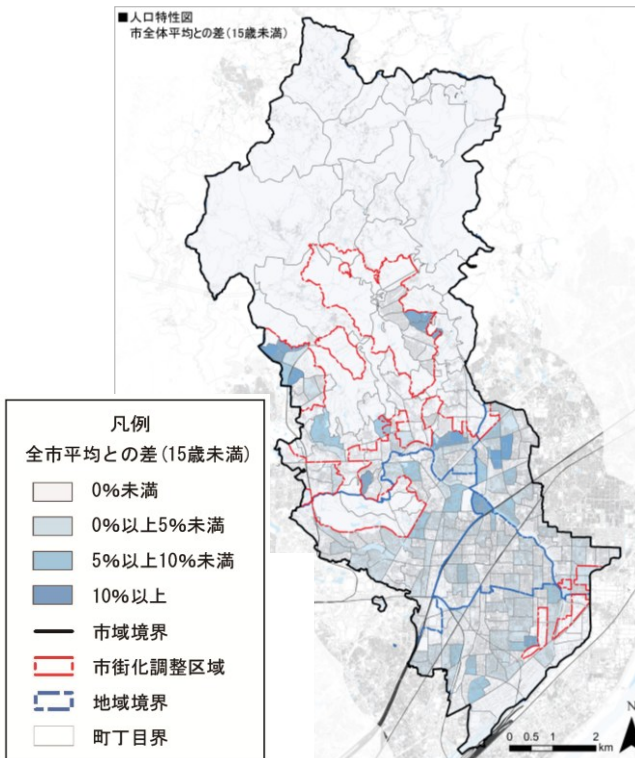 ■人口特性図
市全体平均との差(15歳未満)
凡例
全市平均との差(15歳未満)
0％未満
0％以上5％未満
5％以上10％未満
10％以上
市域境界
市街化調整区域
地域境界
町丁目界
N
0 0.5 1 2
km